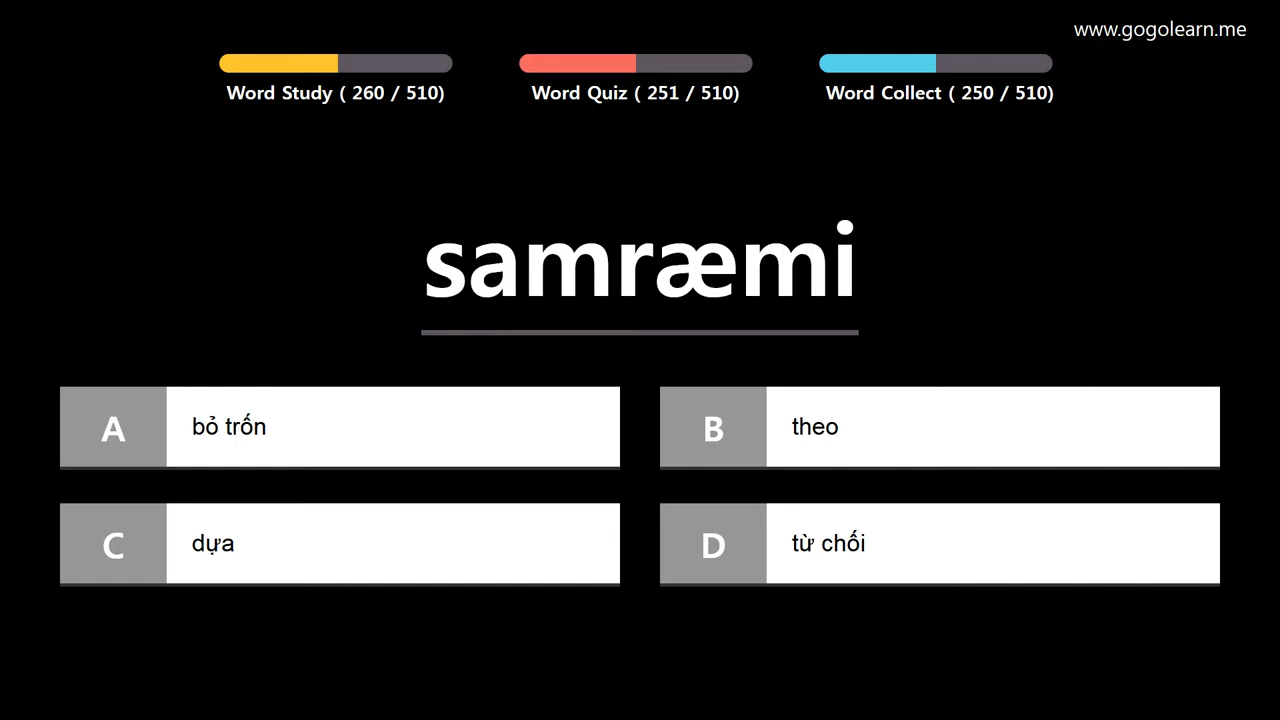 www.gogolearn.me
Word Study ( 260 / 510)
Word Quiz ( 251 / 510)
Word Collect ( 250 / 510)
samræmi
A bỏ trốn
B theo
C dựa
D từ chối